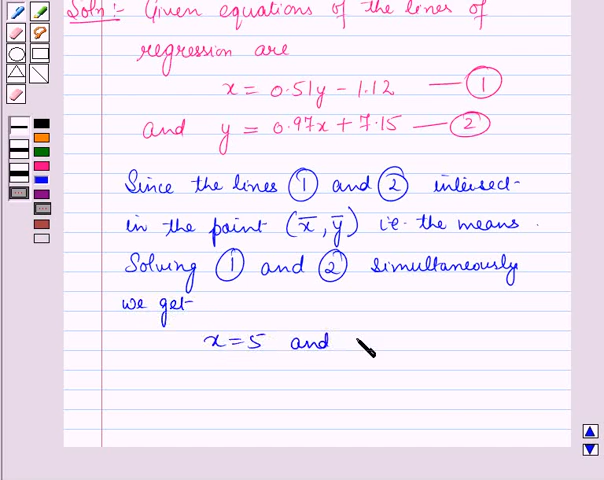 Soln:- Given equations of the lines of
regression are
x = 0.51y - 1.12 — 1
and y = 0.97x + 7.15 — 2
Since the lines 1 and 2 intersect
in the point (x̅, y̅) i.e. the means.
Solving 1 and 2 simultaneously
we get
x = 5 and